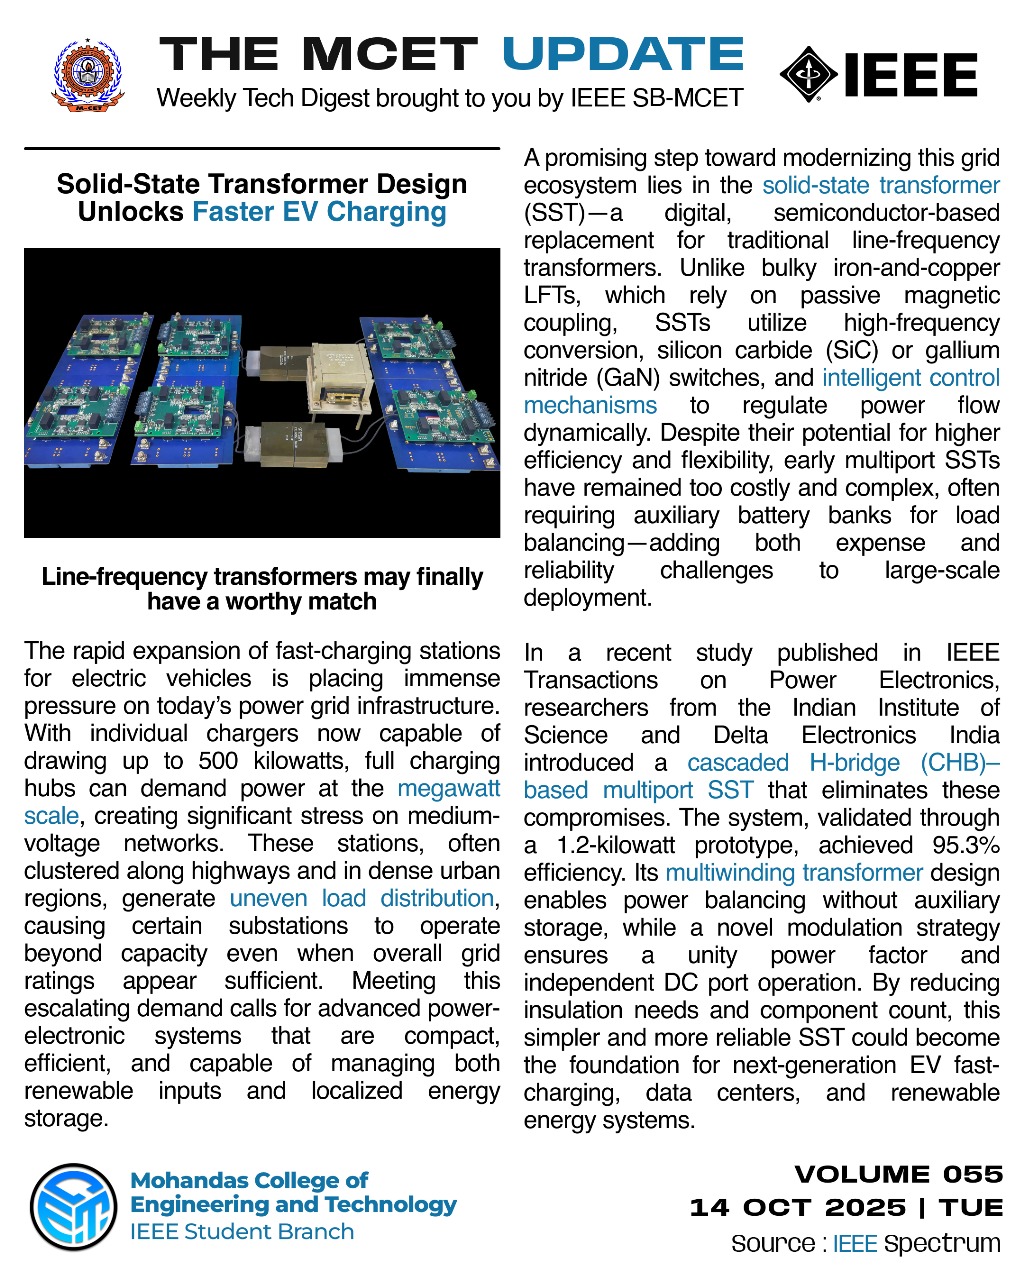 THE MCET UPDATE
Weekly Tech Digest brought to you by IEEE SB-MCET
M-CET
IEEE
Solid-State Transformer Design
Unlocks Faster EV Charging
Line-frequency transformers may finally
have a worthy match
The rapid expansion of fast-charging stations
for electric vehicles is placing immense
pressure on today's power grid infrastructure.
With individual chargers now capable of
drawing up to 500 kilowatts, full charging
hubs can demand power at the megawatt
scale, creating significant stress on medium-
voltage networks. These stations, often
clustered along highways and in dense urban
regions, generate uneven load distribution,
causing certain substations to operate
beyond capacity even when overall grid
ratings appear sufficient. Meeting this
escalating demand calls for advanced power-
electronic systems that are compact,
efficient, and capable of managing both
renewable inputs and localized energy
storage.
A promising step toward modernizing this grid
ecosystem lies in the solid-state transformer
(SST)—a digital, semiconductor-based
replacement for traditional line-frequency
transformers. Unlike bulky iron-and-copper
LFTs, which rely on passive magnetic
coupling, SSTs utilize high-frequency
conversion, silicon carbide (SiC) or gallium
nitride (GaN) switches, and intelligent control
mechanisms to regulate power flow
dynamically. Despite their potential for higher
efficiency and flexibility, early multiport SSTs
have remained too costly and complex, often
requiring auxiliary battery banks for load
balancing—adding both expense and
reliability challenges to large-scale
deployment.
In a recent study published in IEEE
Transactions on Power Electronics,
researchers from the Indian Institute of
Science and Delta Electronics India
introduced a cascaded H-bridge (CHB)–
based multiport SST that eliminates these
compromises. The system, validated through
a 1.2-kilowatt prototype, achieved 95.3%
efficiency. Its multiwinding transformer design
enables power balancing without auxiliary
storage, while a novel modulation strategy
ensures a unity power factor and
independent DC port operation. By reducing
insulation needs and component count, this
simpler and more reliable SST could become
the foundation for next-generation EV fast-
charging, data centers, and renewable
energy systems.
Mohandas College of
Engineering and Technology
IEEE Student Branch
VOLUME 055
14 OCT 2025 | TUE
Source : IEEE Spectrum